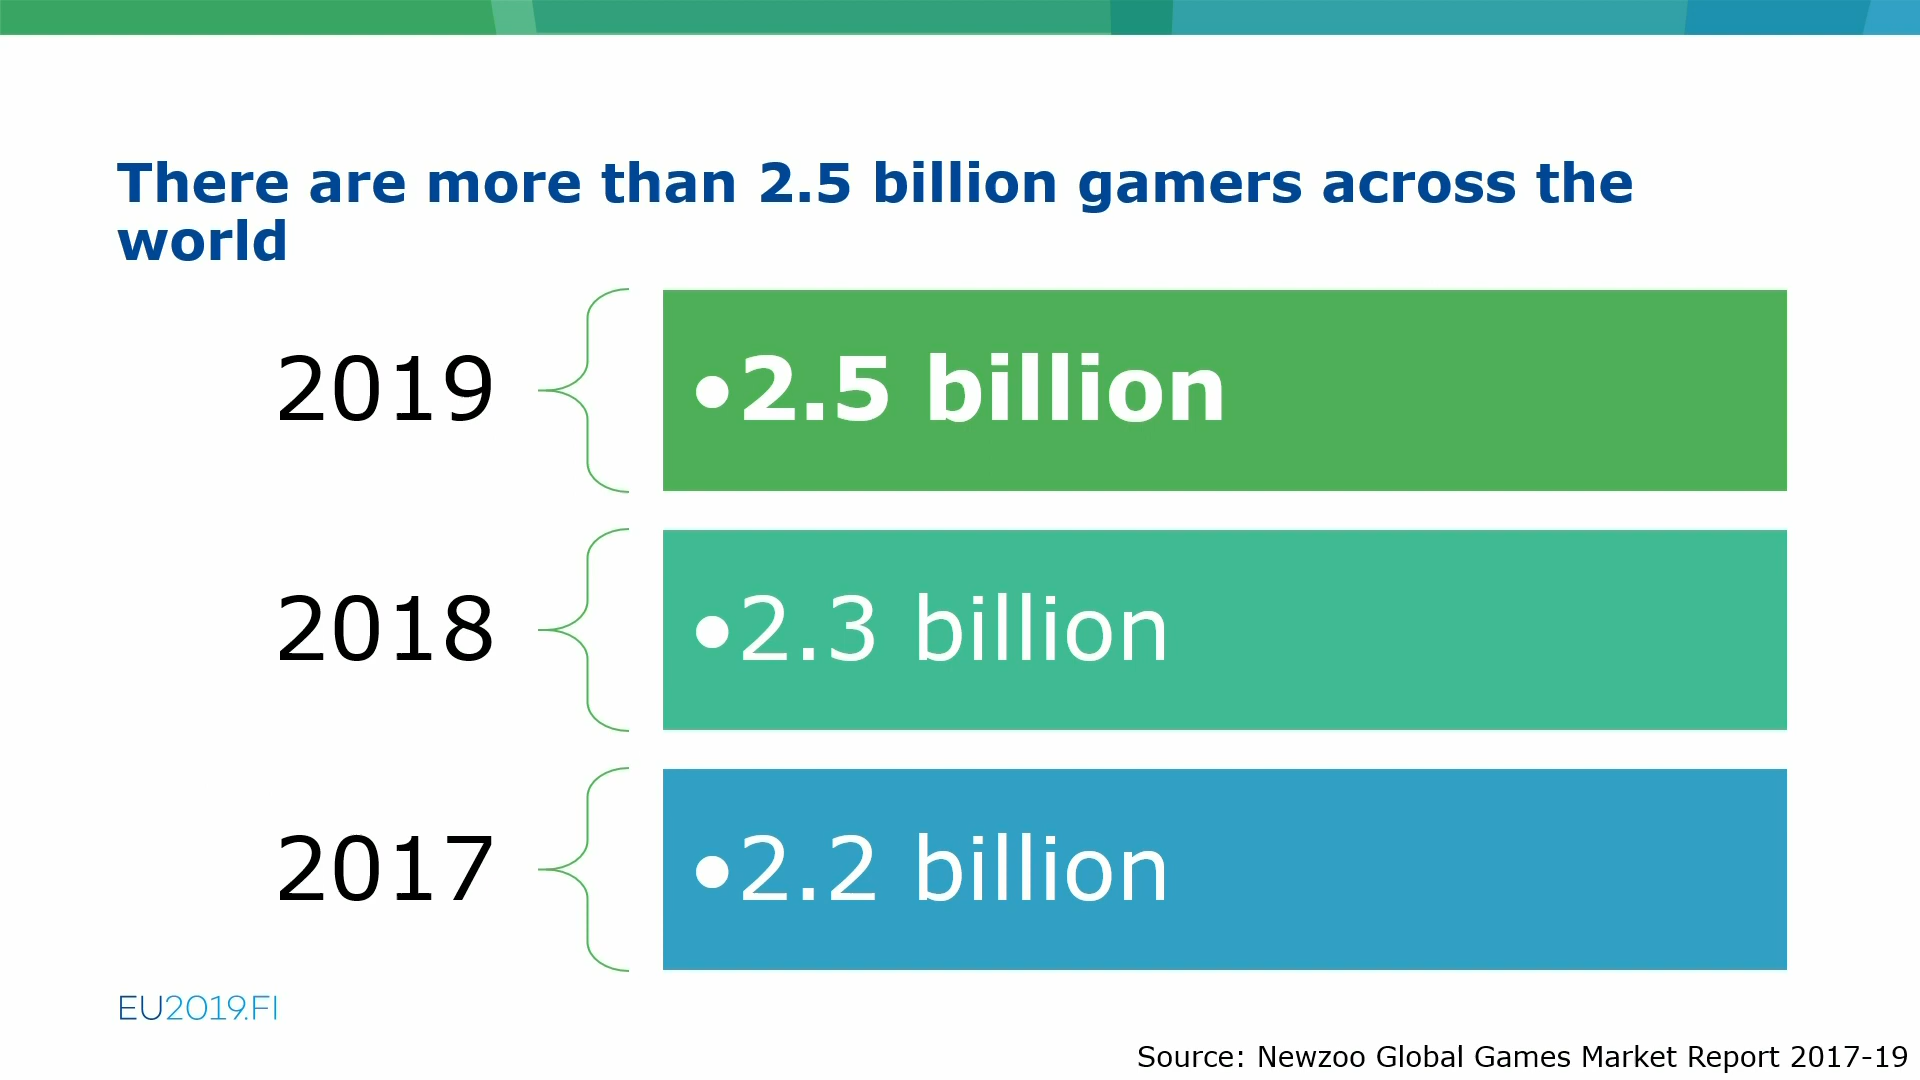 There are more than 2.5 billion gamers across the
world
2019
•2.5 billion
2018
•2.3 billion
2017
•2.2 billion
EU2019.FI
Source: Newzoo Global Games Market Report 2017-19